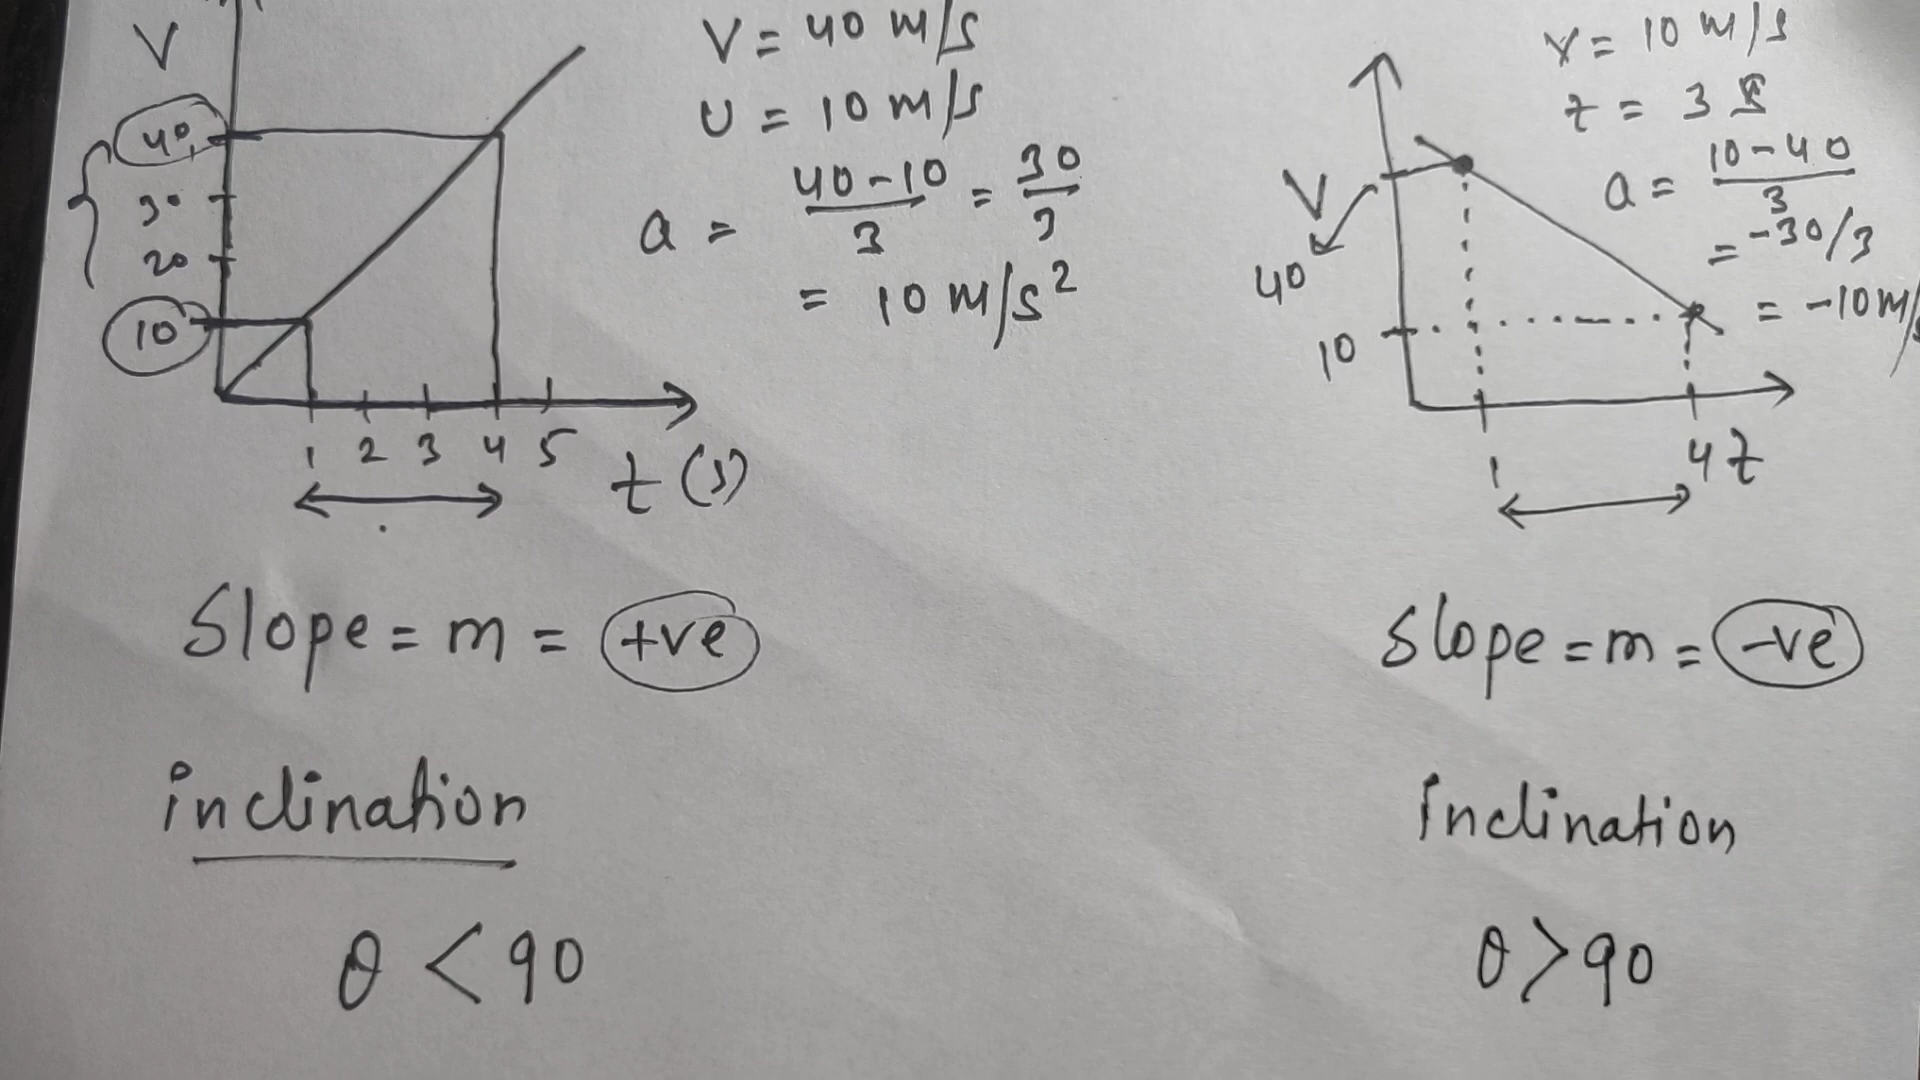 V
40
30
20
10
1 2 3 4 5 t (s)
V = 40 m/s
U = 10 m/s
a = 40-10/3 = 30/3
= 10 m/s²
Slope = m = +ve
inclination
θ < 90
V
40
10
1 4 t
v = 10 m/s
t = 3 s
a = 10-40/3
= -30/3
= -10 m/
Slope = m = -ve
Inclination
θ > 90